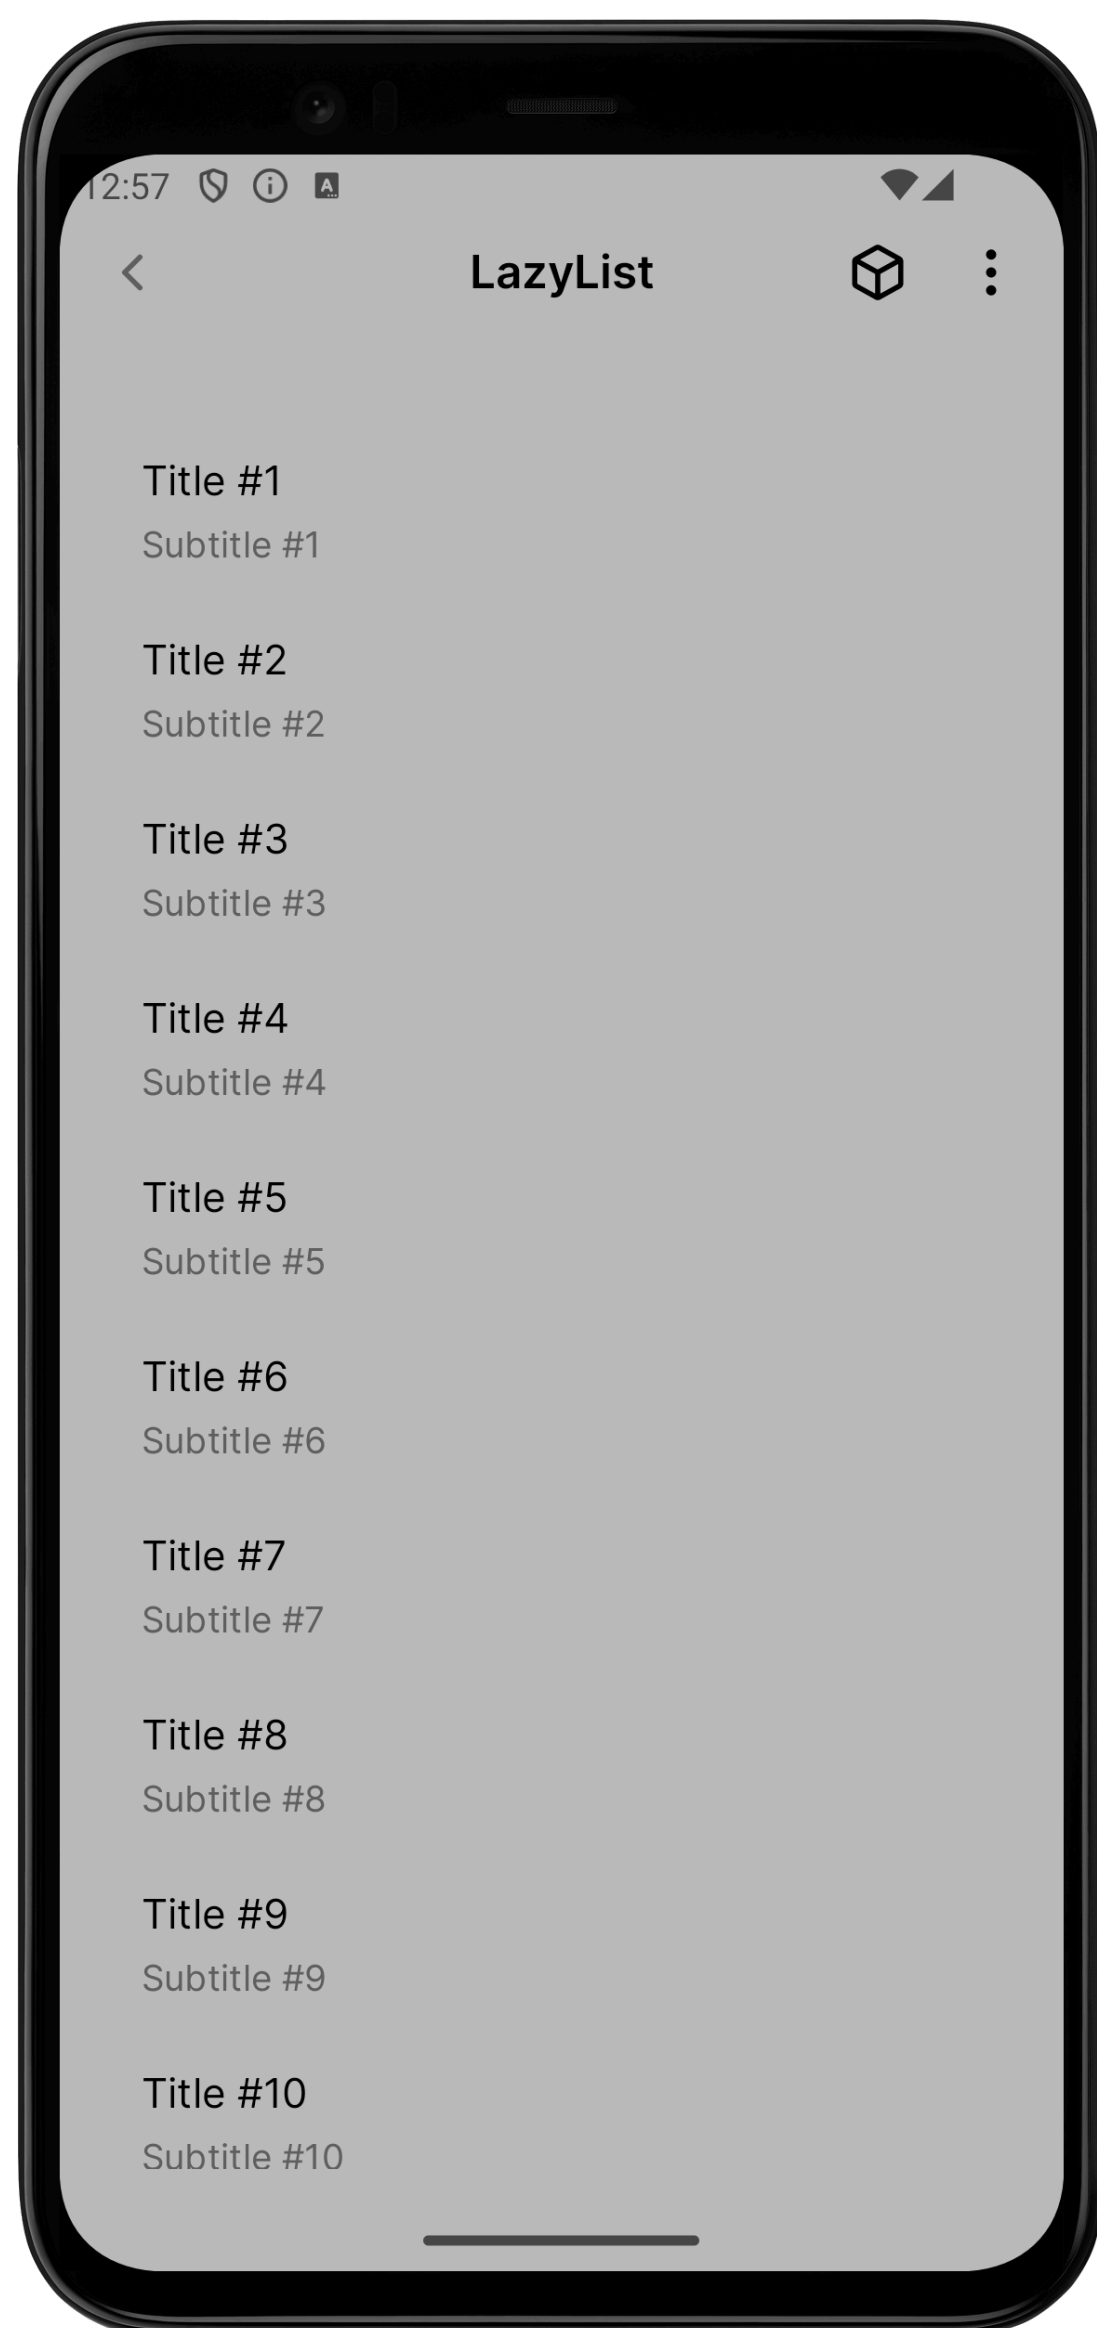 12:57
LazyList
Title #1
Subtitle #1
Title #2
Subtitle #2
Title #3
Subtitle #3
Title #4
Subtitle #4
Title #5
Subtitle #5
Title #6
Subtitle #6
Title #7
Subtitle #7
Title #8
Subtitle #8
Title #9
Subtitle #9
Title #10
Subtitle #10